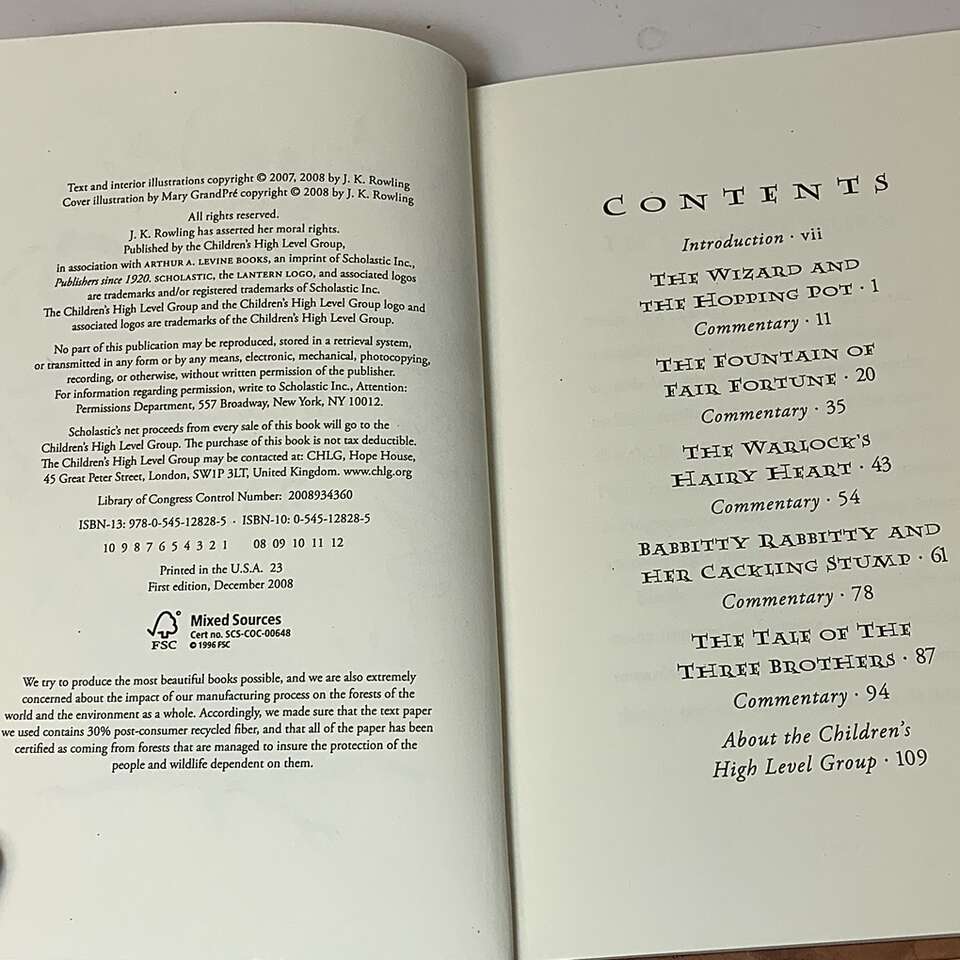 Text and interior illustrations copyright © 2007, 2008 by J. K. Rowling
Cover illustration by Mary GrandPré copyright © 2008 by J. K. Rowling
All rights reserved.
J. K. Rowling has asserted her moral rights.
Published by the Children's High Level Group,
in association with ARTHUR A. LEVINE BOOKS, an imprint of Scholastic Inc.,
Publishers since 1920. SCHOLASTIC, the LANTERN LOGO, and associated logos
are trademarks and/or registered trademarks of Scholastic Inc.
The Children's High Level Group and the Children's High Level Group logo and
associated logos are trademarks of the Children's High Level Group.
No part of this publication may be reproduced, stored in a retrieval system,
or transmitted in any form or by any means, electronic, mechanical, photocopying,
recording, or otherwise, without written permission of the publisher.
For information regarding permission, write to Scholastic Inc., Attention:
Permissions Department, 557 Broadway, New York, NY 10012.
Scholastic's net proceeds from every sale of this book will go to the
Children's High Level Group. The purchase of this book is not tax deductible.
The Children's High Level Group may be contacted at: CHLG, Hope House,
45 Great Peter Street, London, SW1P 3LT, United Kingdom. www.chlg.org
Library of Congress Control Number: 2008934360
ISBN-13: 978-0-545-12828-5 · ISBN-10: 0-545-12828-5
10 9 8 7 6 5 4 3 2 1 08 09 10 11 12
Printed in the U.S.A. 23
First edition, December 2008
FSC
Mixed Sources
Cert no. SCS-COC-00648
© 1996 FSC
We try to produce the most beautiful books possible, and we are also extremely
concerned about the impact of our manufacturing process on the forests of the
world and the environment as a whole. Accordingly, we made sure that the text paper
we used contains 30% post-consumer recycled fiber, and that all of the paper has been
certified as coming from forests that are managed to insure the protection of the
people and wildlife dependent on them.
CONTENTS
Introduction · vii
THE WIZARD AND
THE HOPPING POT · 1
Commentary · 11
THE FOUNTAIN OF
FAIR FORTUNE · 20
Commentary · 35
THE WARLOCK'S
HAIRY HEART · 43
Commentary · 54
BABBITTY RABBITTY AND
HER CACKLING STUMP · 61
Commentary · 78
THE TALE OF THE
THREE BROTHERS · 87
Commentary · 94
About the Children's
High Level Group · 109